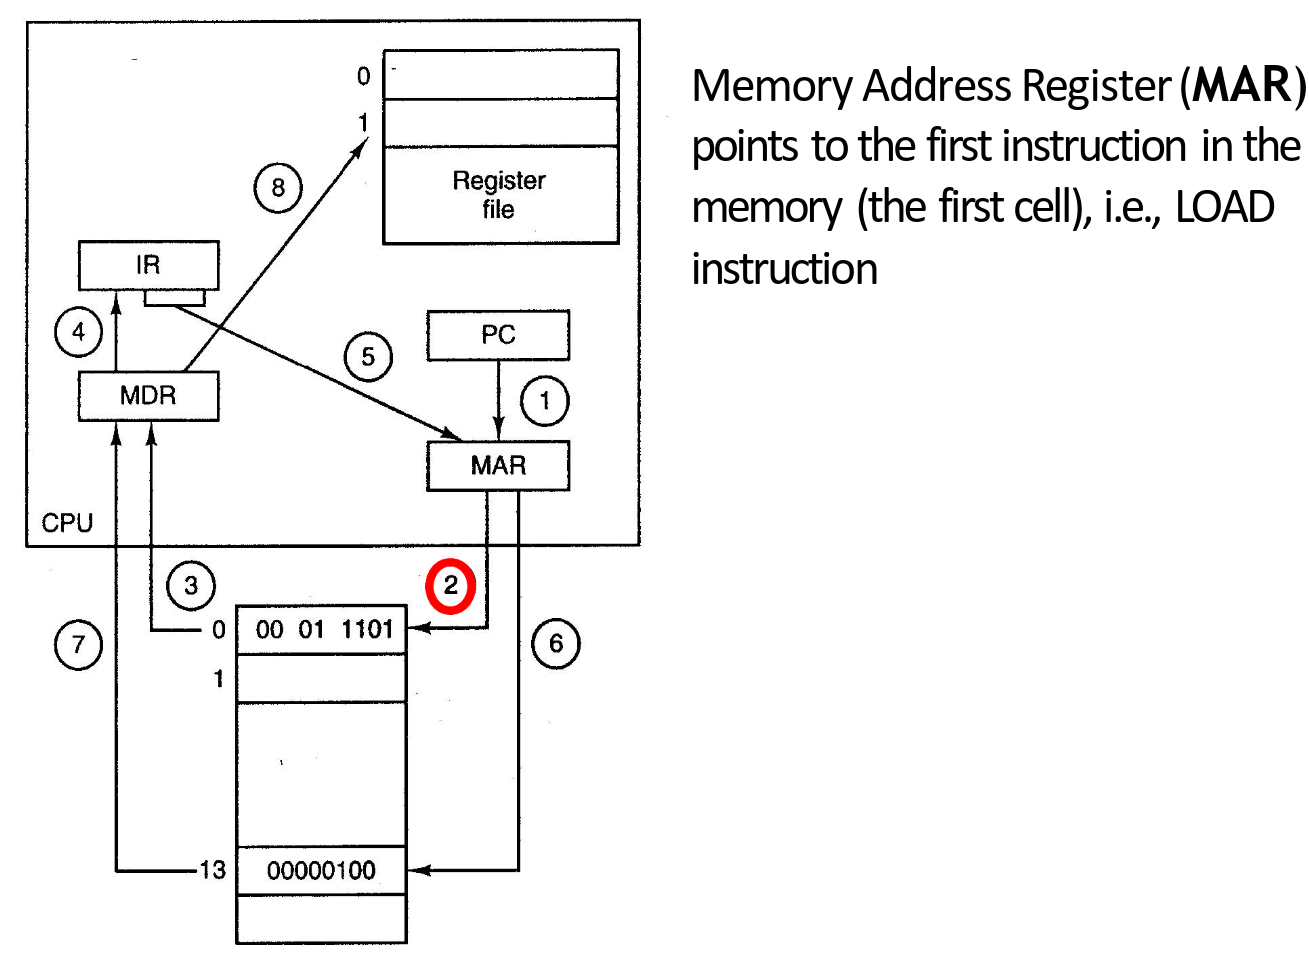 Memory Address Register (MAR)
points to the first instruction in the
memory (the first cell), i.e., LOAD
instruction
0
1
Register
file
8
IR
4
5
PC
MDR
1
MAR
CPU
3
2
0
00 01 1101
7
6
1
13
00000100